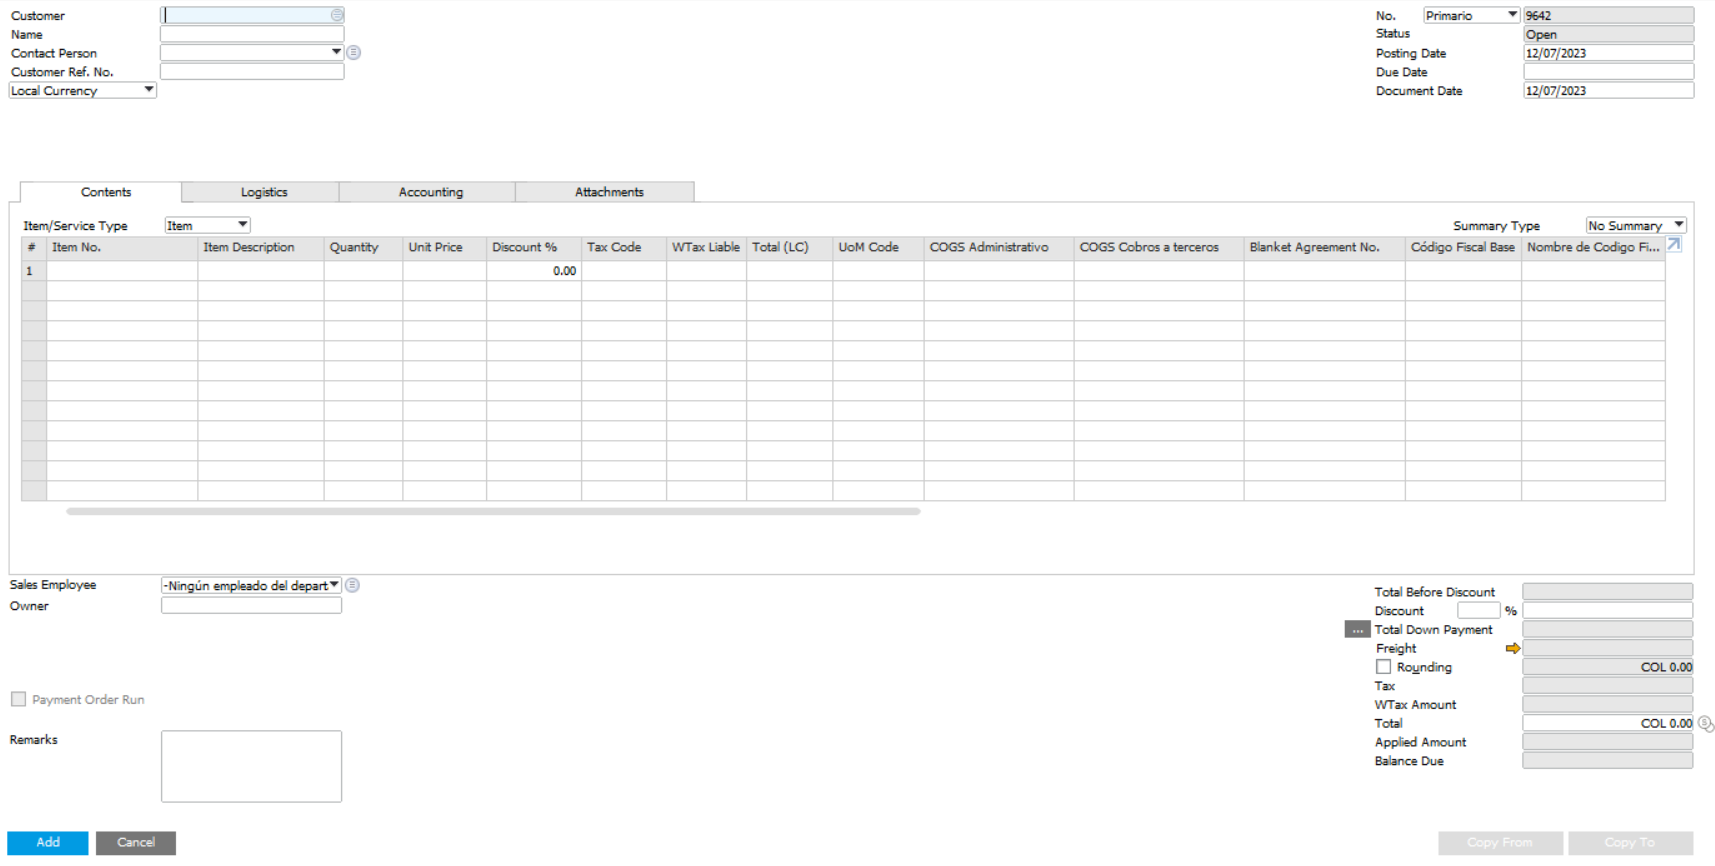 Customer
Name
Contact Person
Customer Ref. No.
Local Currency
No. Primario 9642
Status Open
Posting Date 12/07/2023
Due Date
Document Date 12/07/2023
Contents Logistics Accounting Attachments
Item/Service Type Item Summary Type No Summary
# Item No. Item Description Quantity Unit Price Discount % Tax Code WTax Liable Total (LC) UoM Code COGS Administrativo COGS Cobros a terceros Blanket Agreement No. Código Fiscal Base Nombre de Codigo Fi...
1 0.00
Sales Employee -Ningún empleado del depart
Owner
Total Before Discount
Discount %
... Total Down Payment
Freight
Rounding COL 0.00
Tax
WTax Amount
Total COL 0.00
Applied Amount
Balance Due
Payment Order Run
Remarks
Add Cancel Copy From Copy To